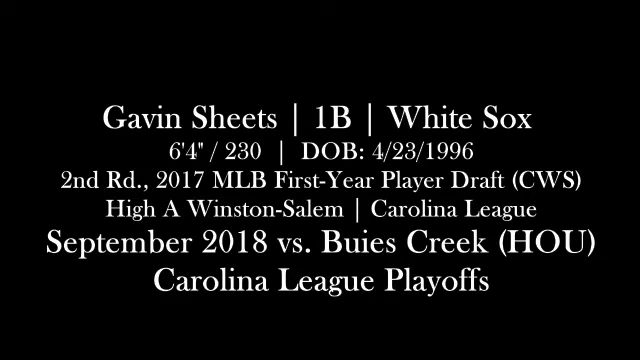 Gavin Sheets | 1B | White Sox
6'4" / 230 | DOB: 4/23/1996
2nd Rd., 2017 MLB First-Year Player Draft (CWS)
High A Winston-Salem | Carolina League
September 2018 vs. Buies Creek (HOU)
Carolina League Playoffs